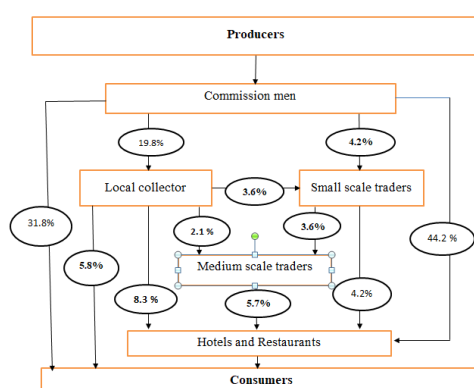 Producers
Commission men
19.8%
4.2%
Local collector
3.6%
Small scale traders
31.8%
2.1 %
3.6%
44.2 %
5.8%
Medium scale traders
8.3 %
5.7%
4.2%
Hotels and Restaurants
Consumers